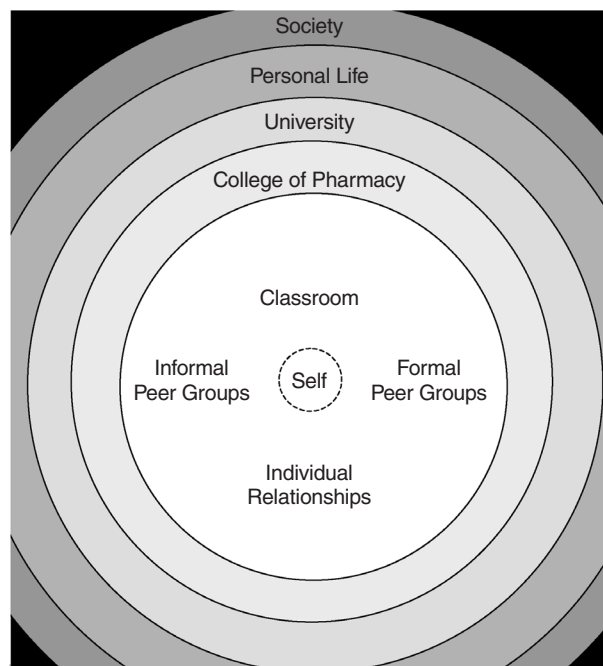 Society
Personal Life
University
College of Pharmacy
Classroom
Informal
Peer Groups
Self
Formal
Peer Groups
Individual
Relationships